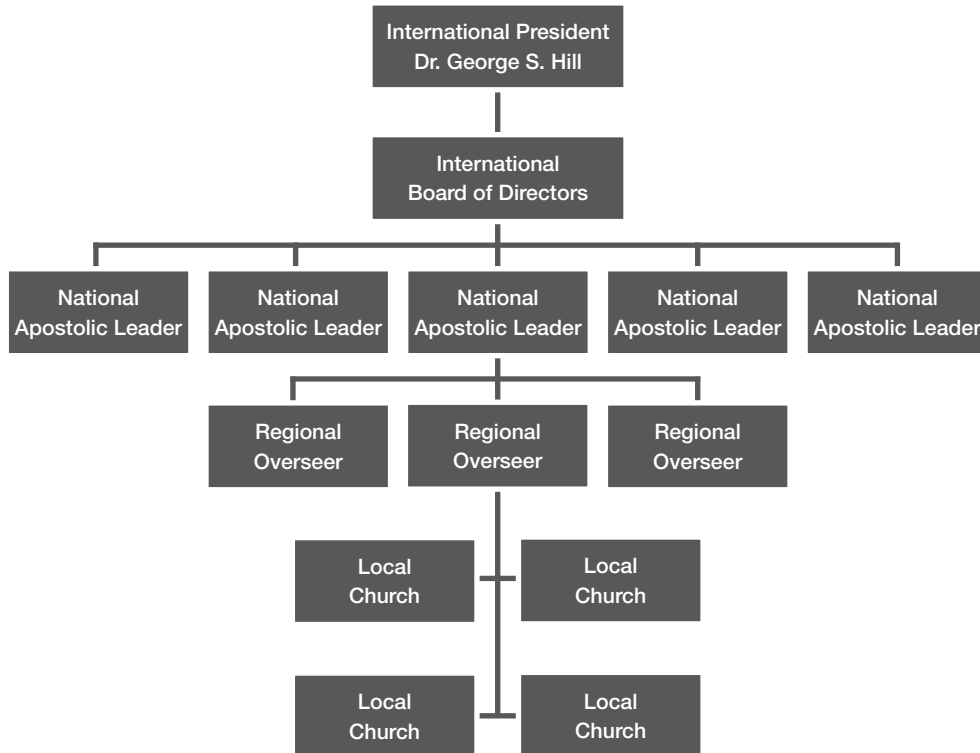 International President
Dr. George S. Hill
International
Board of Directors
National
Apostolic Leader
National
Apostolic Leader
National
Apostolic Leader
National
Apostolic Leader
National
Apostolic Leader
Regional
Overseer
Regional
Overseer
Regional
Overseer
Local
Church
Local
Church
Local
Church
Local
Church